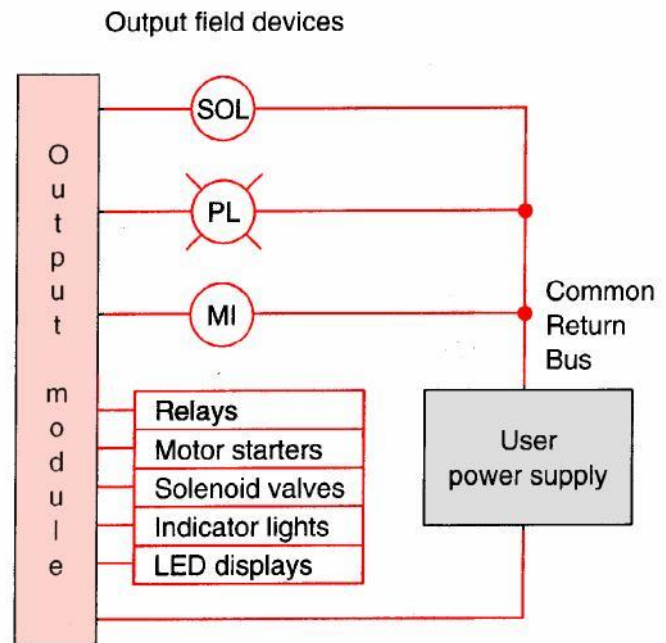 Output field devices
Output module
SOL
PL
MI
Common
Return
Bus
Relays
Motor starters
Solenoid valves
Indicator lights
LED displays
User
power supply